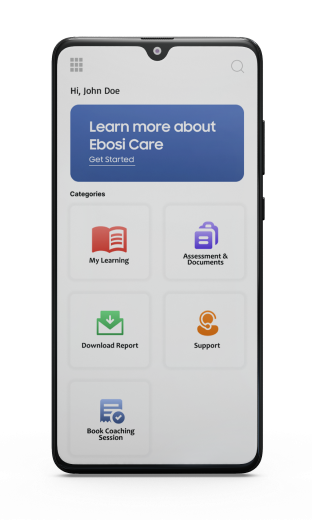 Hi, John Doe
Learn more about
Ebosi Care
Get Started
Categories
My Learning
Assessment &
Documents
Download Report
Support
Book Coaching
Session